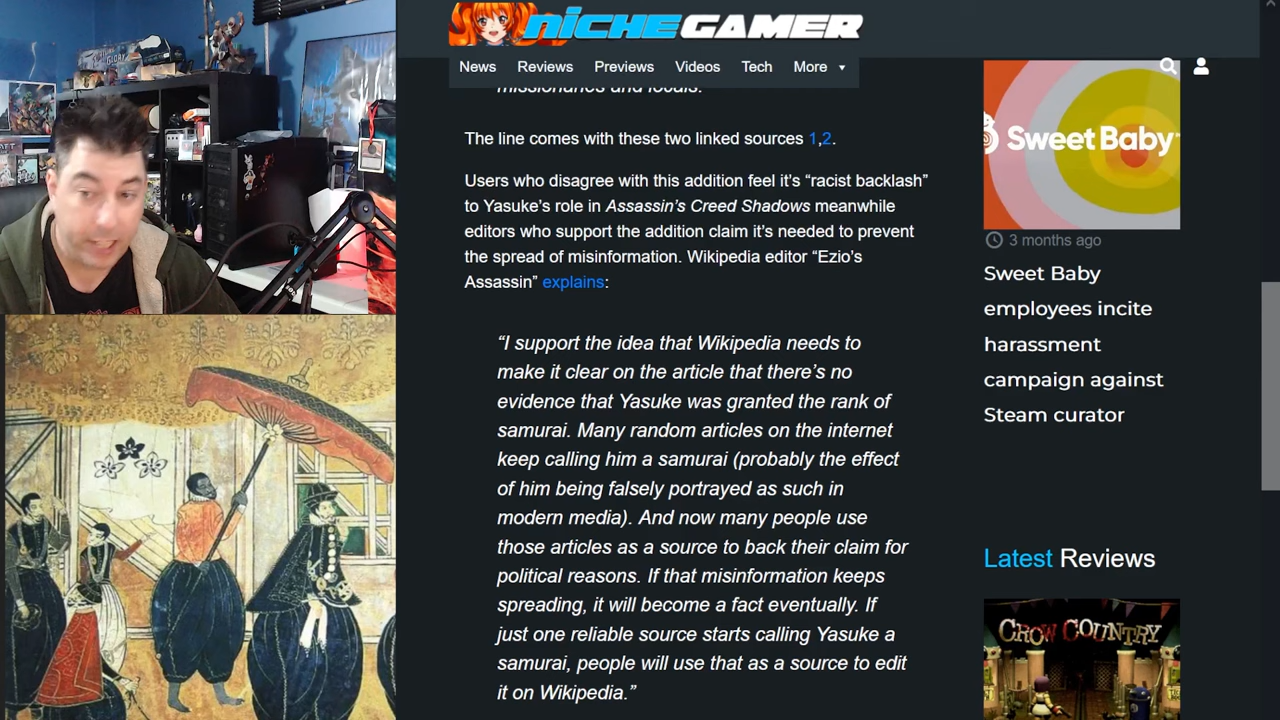 NICHEGAMER
News Reviews Previews Videos Tech More
missionaries and locals.
The line comes with these two linked sources 1,2.
Users who disagree with this addition feel it’s “racist backlash”
to Yasuke’s role in Assassin’s Creed Shadows meanwhile
editors who support the addition claim it’s needed to prevent
the spread of misinformation. Wikipedia editor “Ezio’s
Assassin” explains:
“I support the idea that Wikipedia needs to
make it clear on the article that there’s no
evidence that Yasuke was granted the rank of
samurai. Many random articles on the internet
keep calling him a samurai (probably the effect
of him being falsely portrayed as such in
modern media). And now many people use
those articles as a source to back their claim for
political reasons. If that misinformation keeps
spreading, it will become a fact eventually. If
just one reliable source starts calling Yasuke a
samurai, people will use that as a source to edit
it on Wikipedia.”
Sweet Baby
3 months ago
Sweet Baby
employees incite
harassment
campaign against
Steam curator
Latest Reviews
CROW COUNTRY